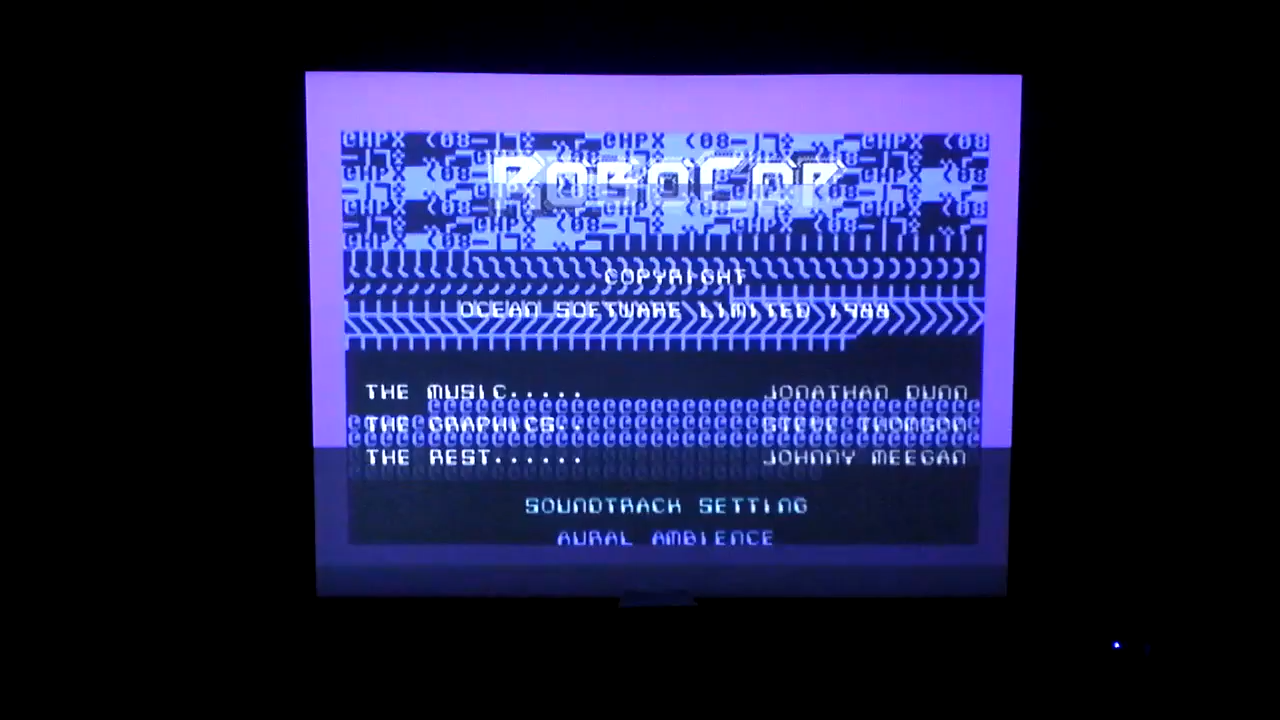 ROBOCOP
COPYRIGHT
OCEAN SOFTWARE LIMITED 1988
THE MUSIC..... JONATHAN DUNN
THE GRAPHICS.. STEVE THOMSON
THE REST...... JOHNNY MEEGAN
SOUNDTRACK SETTING
AURAL AMBIENCE